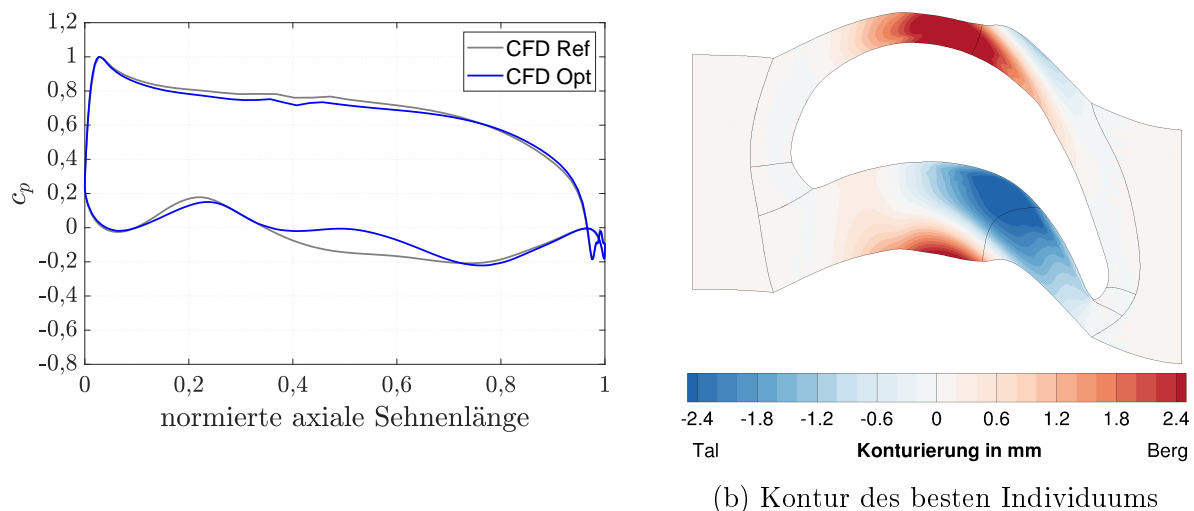 1,2
1
0,8
0,6
0,4
0,2
0
-0,2
-0,4
-0,6
-0,8
c_p
CFD Ref
CFD Opt
0 0,2 0,4 0,6 0,8 1
normierte axiale Sehnenlänge
-2.4 -1.8 -1.2 -0.6 0 0.6 1.2 1.8 2.4
Tal Konturierung in mm Berg
(b) Kontur des besten Individuums